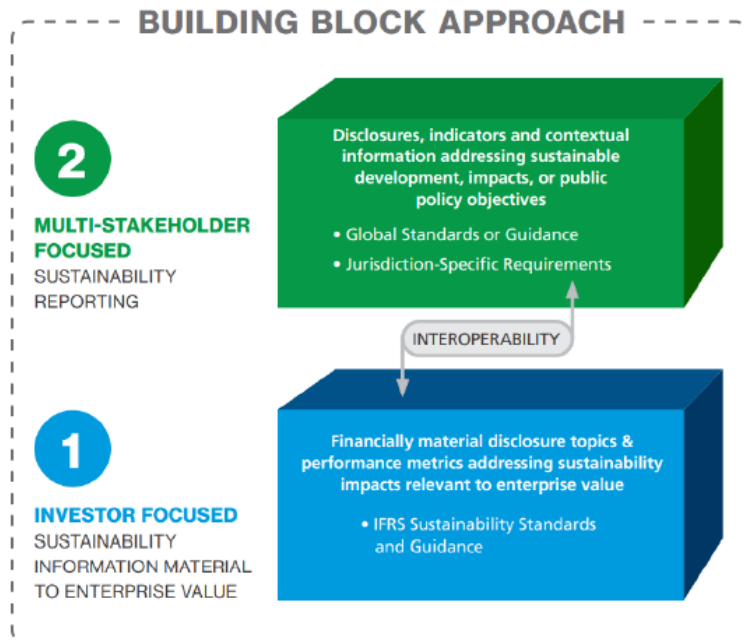 BUILDING BLOCK APPROACH
2
MULTI-STAKEHOLDER
FOCUSED
SUSTAINABILITY
REPORTING
Disclosures, indicators and contextual
information addressing sustainable
development, impacts, or public
policy objectives
• Global Standards or Guidance
• Jurisdiction-Specific Requirements
INTEROPERABILITY
1
INVESTOR FOCUSED
SUSTAINABILITY
INFORMATION MATERIAL
TO ENTERPRISE VALUE
Financially material disclosure topics &
performance metrics addressing sustainability
impacts relevant to enterprise value
• IFRS Sustainability Standards
and Guidance